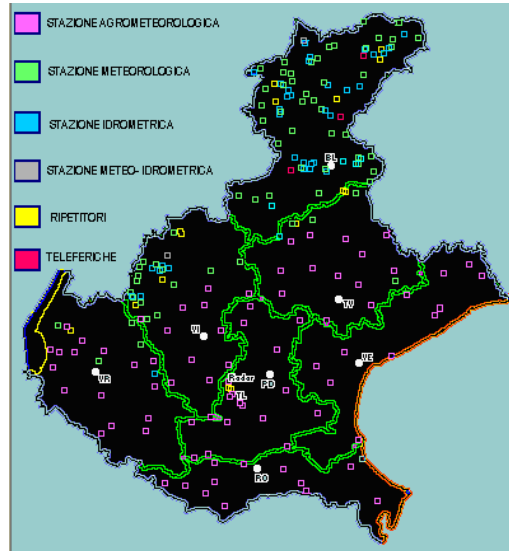 STAZIONE AGROMETEOROLOGICA
STAZIONE METEOROLOGICA
STAZIONE IDROMETRICA
STAZIONE METEO- IDROMETRICA
RIPETITORI
TELEFERICHE
BL
TV
VI
VE
Radar
PD
VR
TL
RO